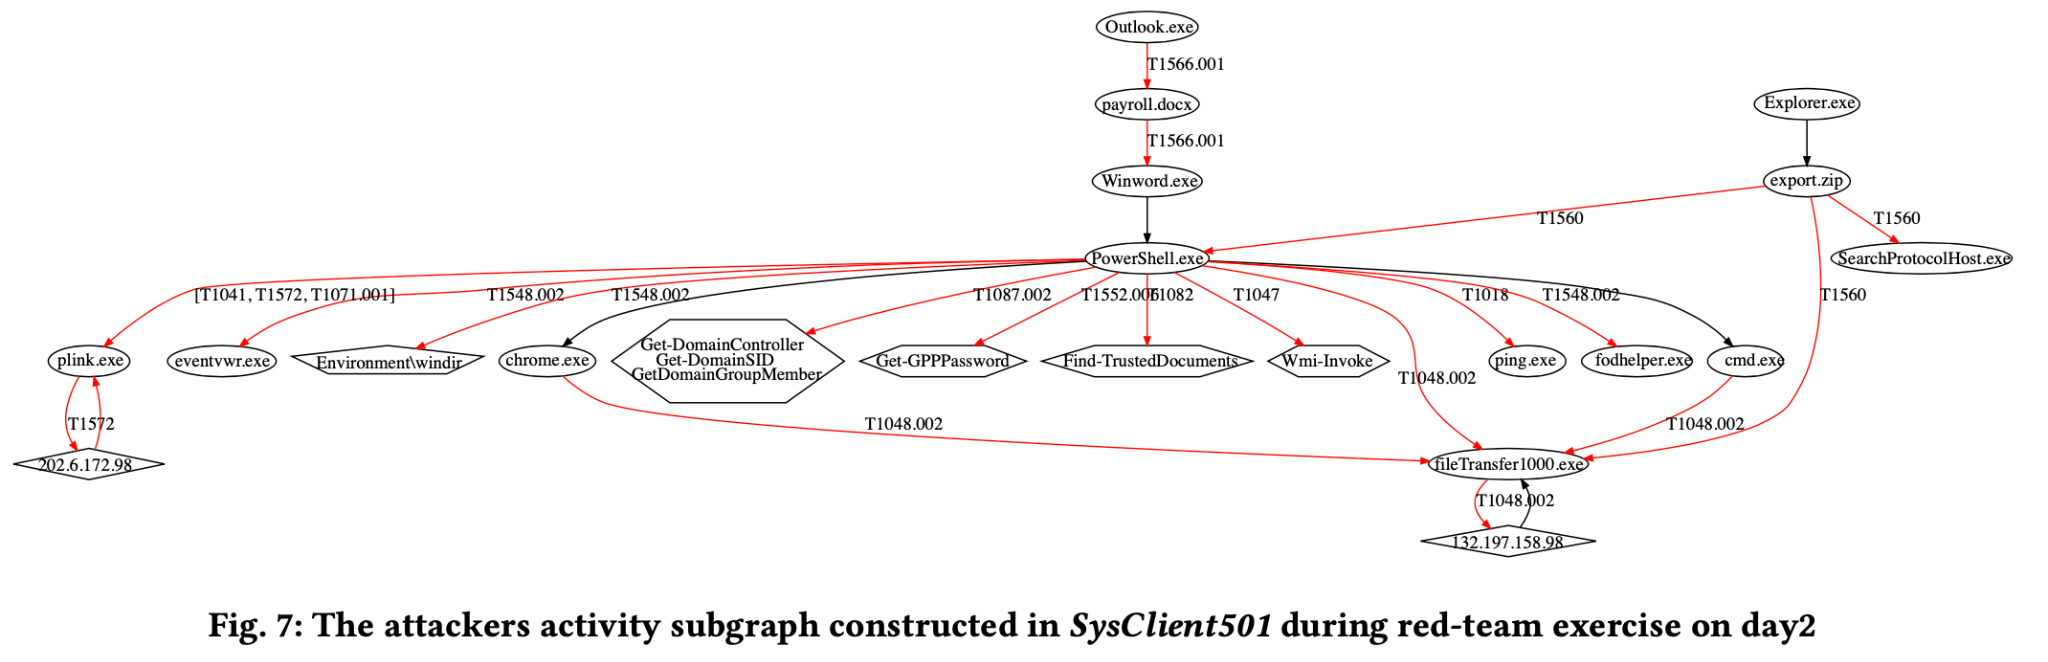 Outlook.exe
T1566.001
payroll.docx
Explorer.exe
T1566.001
Winword.exe
export.zip
T1560
T1560
PowerShell.exe
SearchProtocolHost.exe
[T1041, T1572, T1071.001]
T1548.002
T1548.002
T1087.002
T1552.006
T1082
T1047
T1018
T1548.002
T1560
plink.exe
eventvwr.exe
Environment\windir
chrome.exe
Get-DomainController
Get-DomainSID
GetDomainGroupMember
Get-GPPPassword
Find-TrustedDocuments
Wmi-Invoke
ping.exe
fodhelper.exe
cmd.exe
T1048.002
T1572
T1048.002
T1048.002
202.6.172.98
fileTransfer1000.exe
T1048.002
132.197.158.98
Fig. 7: The attackers activity subgraph constructed in SysClient501 during red-team exercise on day2